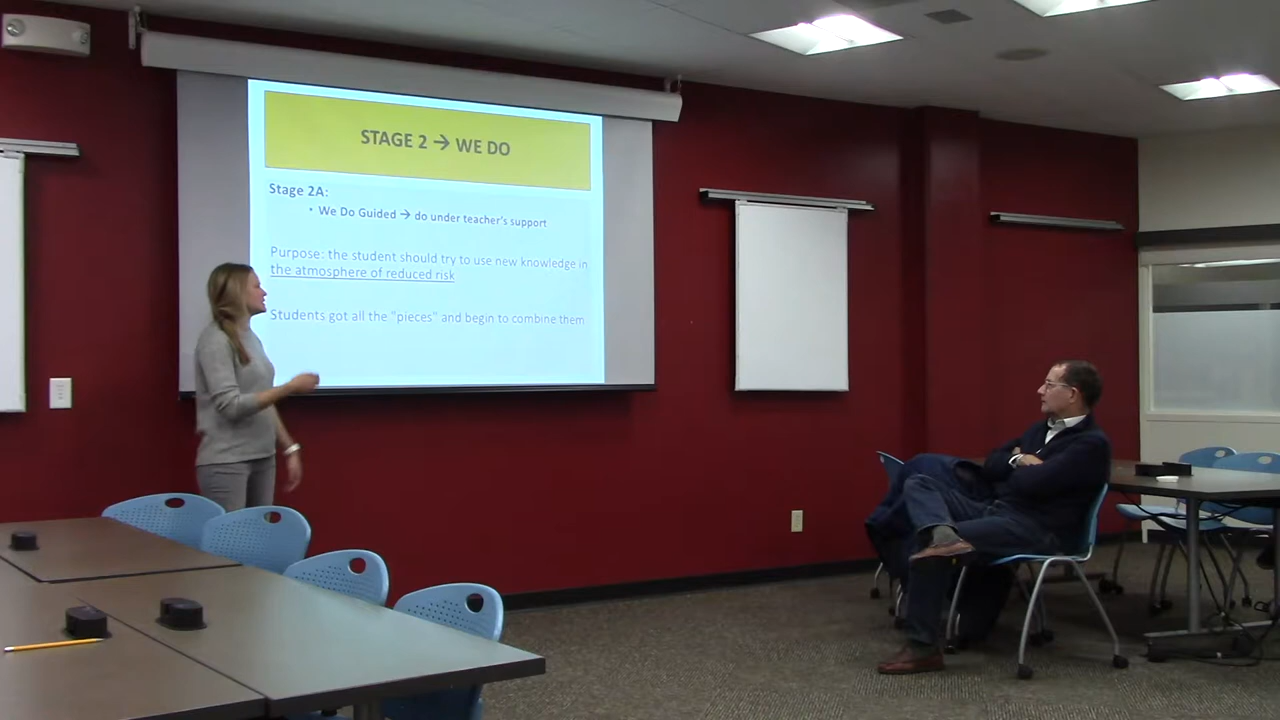 STAGE 2 → WE DO
Stage 2A:
• We Do Guided → do under teacher's support
Purpose: the student should try to use new knowledge in
the atmosphere of reduced risk
Students got all the "pieces" and begin to combine them